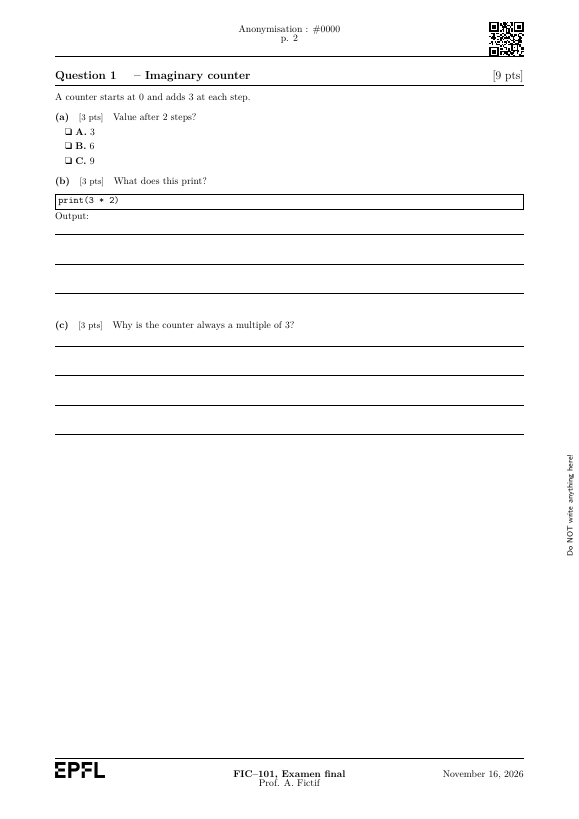 Anonymisation : #0000
p. 2
Question 1 – Imaginary counter [9 pts]
A counter starts at 0 and adds 3 at each step.
(a) [3 pts] Value after 2 steps?
❑ A. 3
❑ B. 6
❑ C. 9
(b) [3 pts] What does this print?
print(3 * 2)
Output:
(c) [3 pts] Why is the counter always a multiple of 3?
Do NOT write anything here!
EPFL
FIC–101, Examen final
Prof. A. Fictif
November 16, 2026